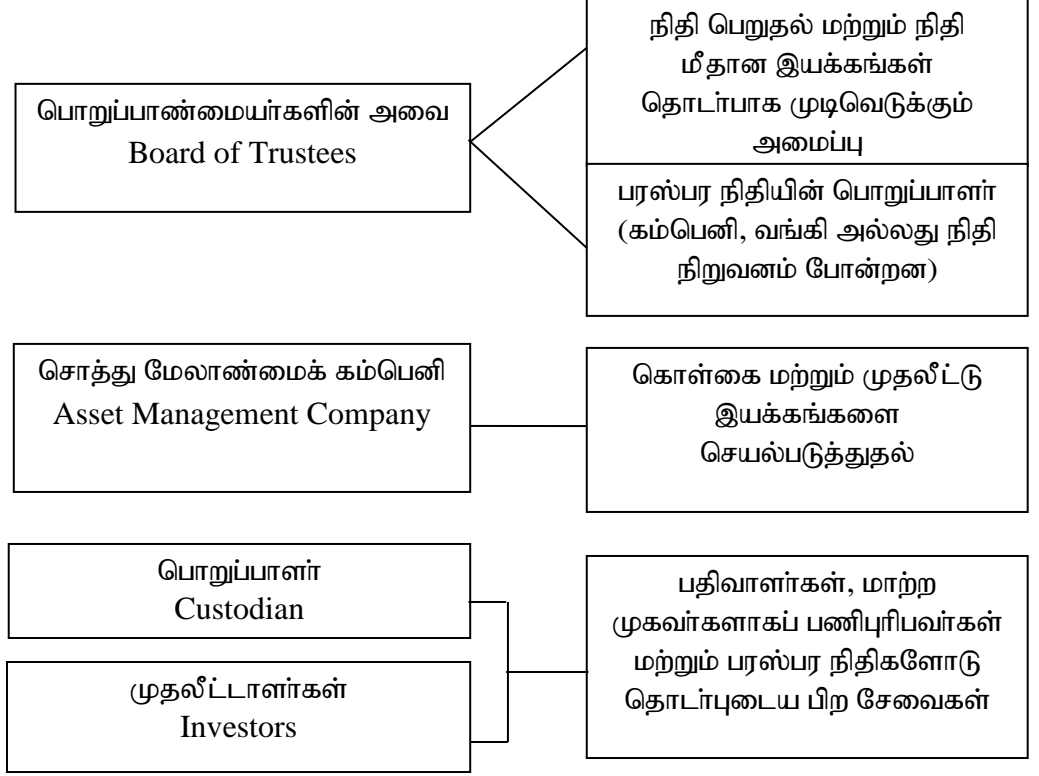 பொறுப்பாண்மையர்களின் அவை
Board of Trustees
நிதி பெறுதல் மற்றும் நிதி
மீதான இயக்கங்கள்
தொடர்பாக முடிவெடுக்கும்
அமைப்பு
பரஸ்பர நிதியின் பொறுப்பாளர்
(கம்பெனி, வங்கி அல்லது நிதி
நிறுவனம் போன்றன)
சொத்து மேலாண்மைக் கம்பெனி
Asset Management Company
கொள்கை மற்றும் முதலீட்டு
இயக்கங்களை
செயல்படுத்துதல்
பொறுப்பாளர்
Custodian
முதலீட்டாளர்கள்
Investors
பதிவாளர்கள், மாற்ற
முகவர்களாகப் பணிபுரிபவர்கள்
மற்றும் பரஸ்பர நிதிகளோடு
தொடர்புடைய பிற சேவைகள்